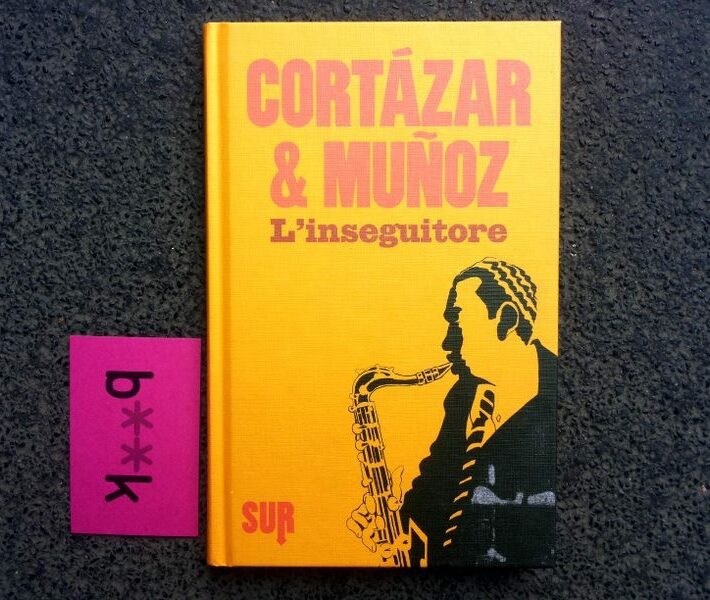 CORTÁZAR
& MUÑOZ
L'inseguitore
SUR
b**k